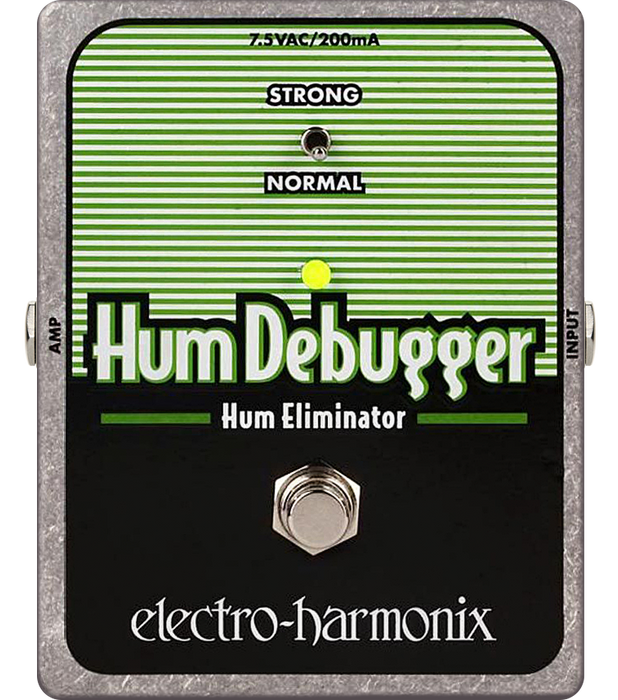 7.5VAC/200mA
STRONG
NORMAL
AMP
INPUT
Hum Debugger
Hum Eliminator
electro-harmonix